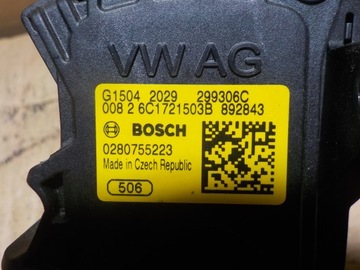 VW AG
G1504 2029 299306C
008 2 6C1721503B 892843
BOSCH
0280755223
Made in Czech Republic
506